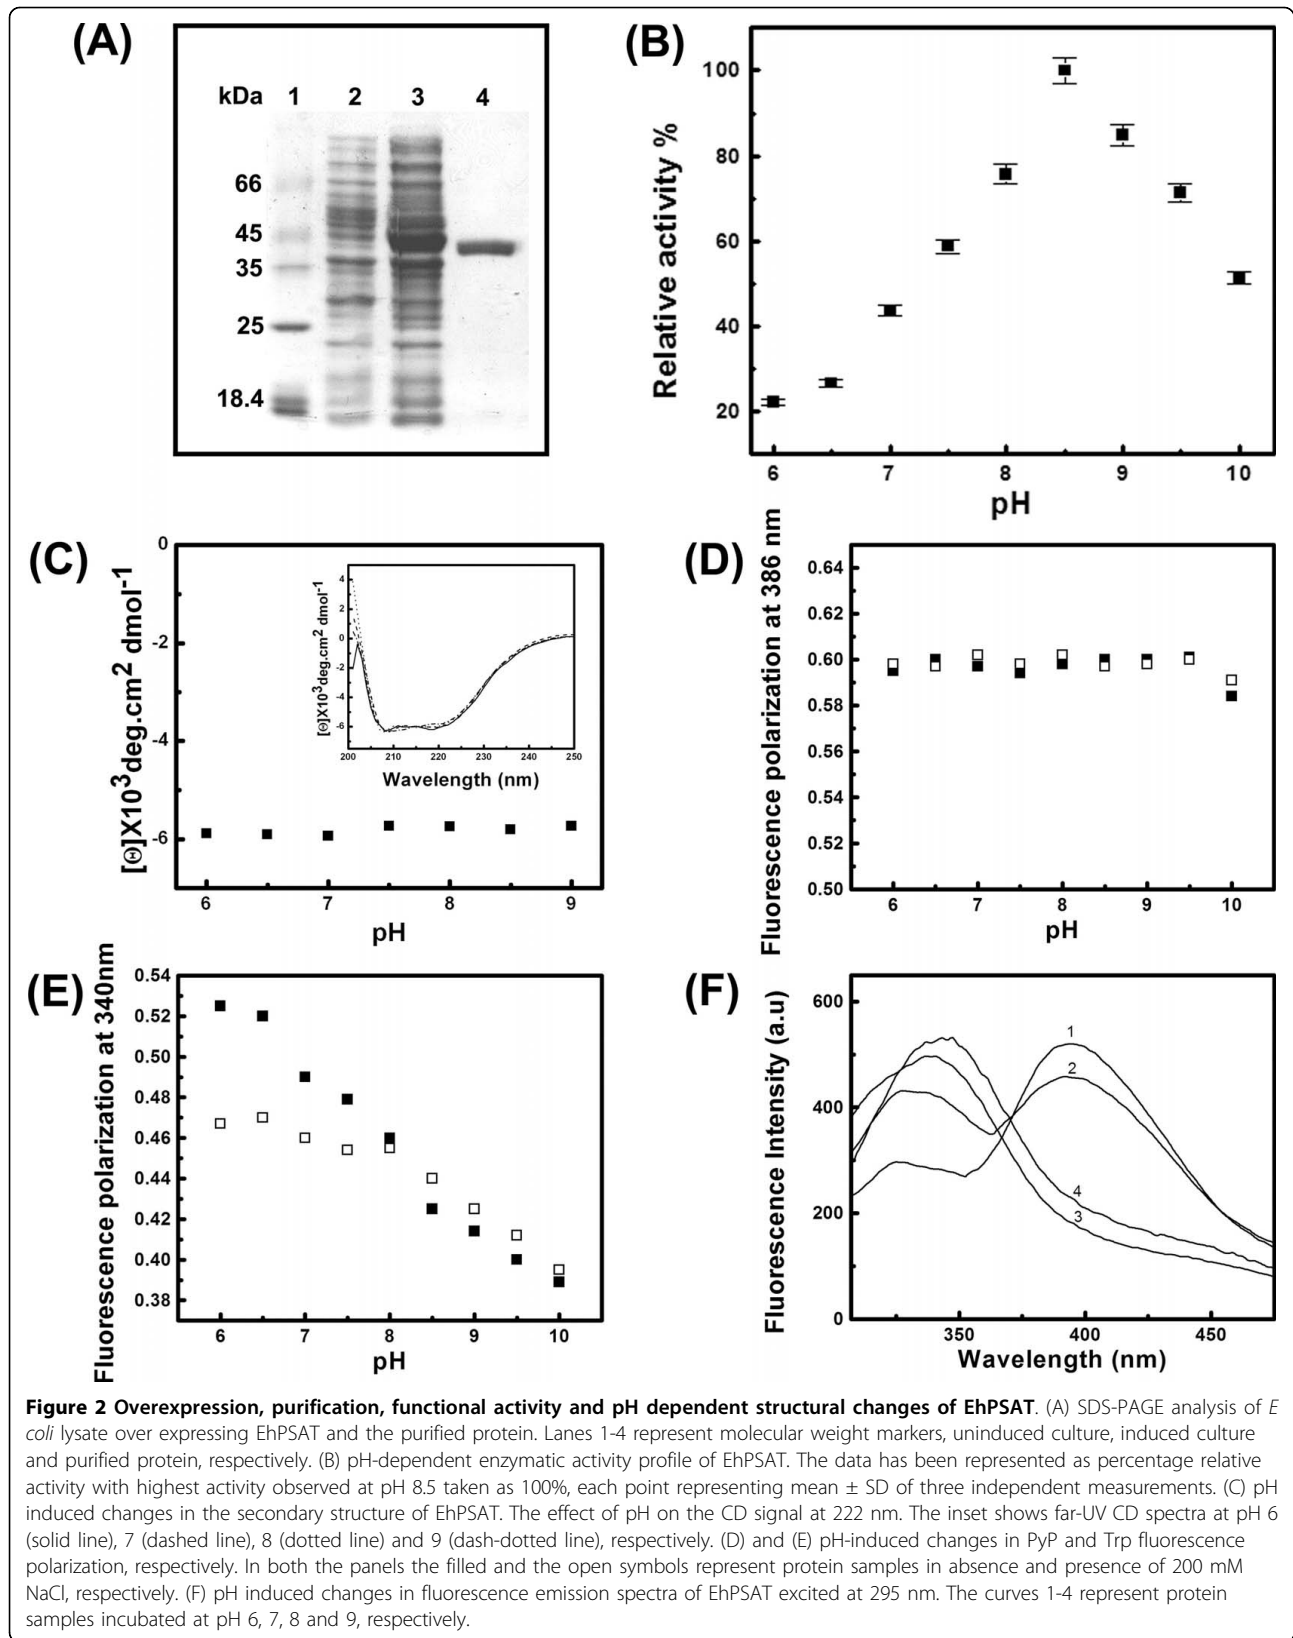 (A)
kDa 1 2 3 4
66
45
35
25
18.4
(B)
Relative activity %
100
80
60
40
20
6 7 8 9 10
pH
(C)
[Θ]X10³deg.cm² dmol⁻¹
0
-2
-4
-6
6 7 8 9
pH
[Θ]X10³deg.cm² dmol⁻¹
4
2
0
-2
-4
-6
200 210 220 230 240 250
Wavelength (nm)
(D)
Fluorescence polarization at 386 nm
0.64
0.62
0.60
0.58
0.56
0.54
0.52
0.50
6 7 8 9 10
pH
(E)
Fluorescence polarization at 340nm
0.54
0.52
0.50
0.48
0.46
0.44
0.42
0.40
0.38
6 7 8 9 10
pH
(F)
Fluorescence Intensity (a.u)
600
400
200
0
1
2
4
3
350 400 450
Wavelength (nm)
Figure 2 Overexpression, purification, functional activity and pH dependent structural changes of EhPSAT. (A) SDS-PAGE analysis of E
coli lysate over expressing EhPSAT and the purified protein. Lanes 1-4 represent molecular weight markers, uninduced culture, induced culture
and purified protein, respectively. (B) pH-dependent enzymatic activity profile of EhPSAT. The data has been represented as percentage relative
activity with highest activity observed at pH 8.5 taken as 100%, each point representing mean ± SD of three independent measurements. (C) pH
induced changes in the secondary structure of EhPSAT. The effect of pH on the CD signal at 222 nm. The inset shows far-UV CD spectra at pH 6
(solid line), 7 (dashed line), 8 (dotted line) and 9 (dash-dotted line), respectively. (D) and (E) pH-induced changes in PyP and Trp fluorescence
polarization, respectively. In both the panels the filled and the open symbols represent protein samples in absence and presence of 200 mM
NaCl, respectively. (F) pH induced changes in fluorescence emission spectra of EhPSAT excited at 295 nm. The curves 1-4 represent protein
samples incubated at pH 6, 7, 8 and 9, respectively.